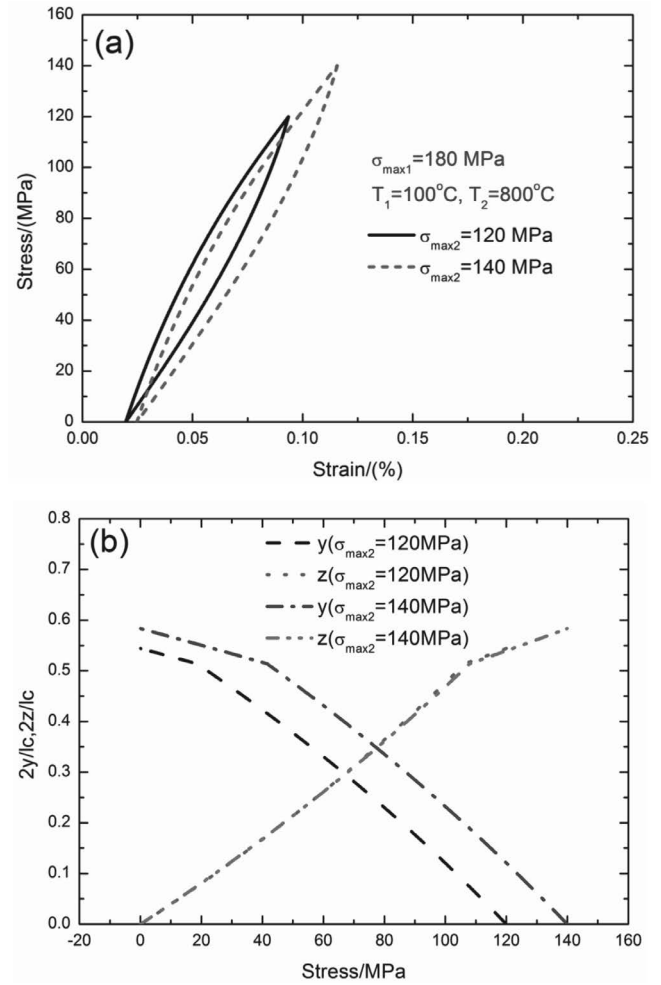 (a)
160
140
120
100
80
60
40
20
0
Stress/(MPa)
σmax1=180 MPa
T1=100°C, T2=800°C
σmax2=120 MPa
σmax2=140 MPa
0.00 0.05 0.10 0.15 0.20 0.25
Strain/(%)
(b)
0.8
0.7
0.6
0.5
0.4
0.3
0.2
0.1
0.0
2y/lc,2z/lc
y(σmax2=120MPa)
z(σmax2=120MPa)
y(σmax2=140MPa)
z(σmax2=140MPa)
-20 0 20 40 60 80 100 120 140 160
Stress/MPa